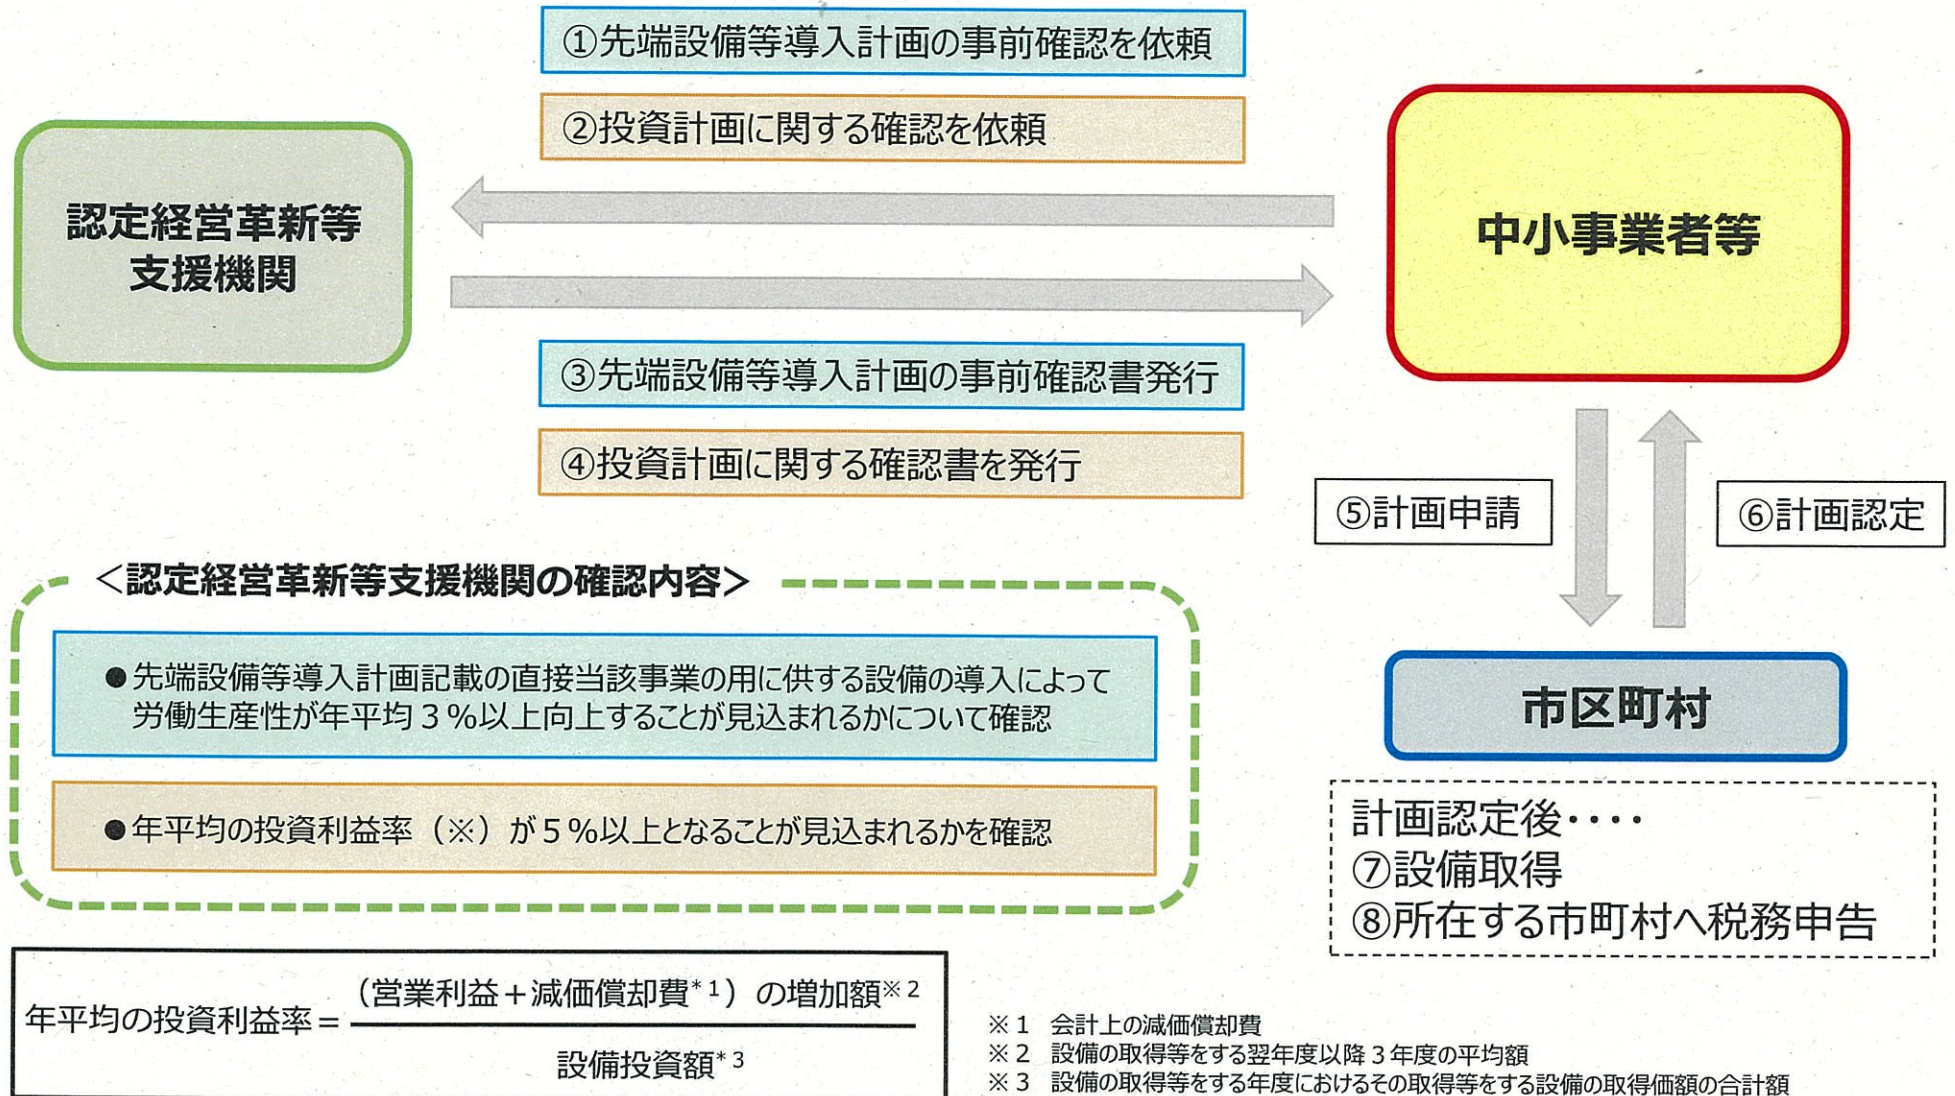 ①先端設備等導入計画の事前確認を依頼
②投資計画に関する確認を依頼
認定経営革新等
支援機関
中小事業者等
③先端設備等導入計画の事前確認書発行
④投資計画に関する確認書を発行
⑤計画申請
⑥計画認定
<認定経営革新等支援機関の確認内容>
●先端設備等導入計画記載の直接当該事業の用に供する設備の導入によって
労働生産性が年平均3%以上向上することが見込まれるかについて確認
●年平均の投資利益率（※）が5%以上となることが見込まれるかを確認
市区町村
計画認定後････
⑦設備取得
⑧所在する市町村へ税務申告
年平均の投資利益率＝
（営業利益＋減価償却費*1）の増加額※2
設備投資額*3
※1 会計上の減価償却費
※2 設備の取得等をする翌年度以降3年度の平均額
※3 設備の取得等をする年度におけるその取得等をする設備の取得価額の合計額